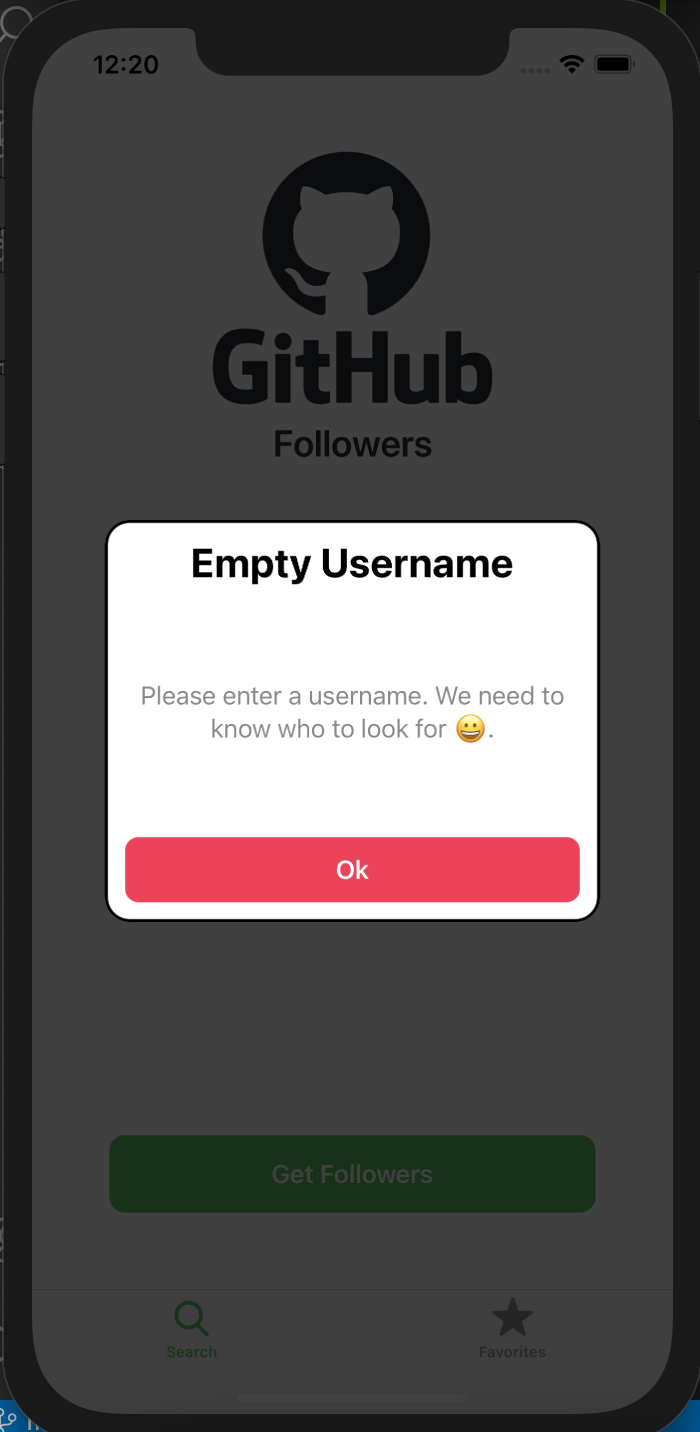 12:20
GitHub
Followers
Empty Username
Please enter a username. We need to
know who to look for 😀.
Ok
Get Followers
Search
Favorites